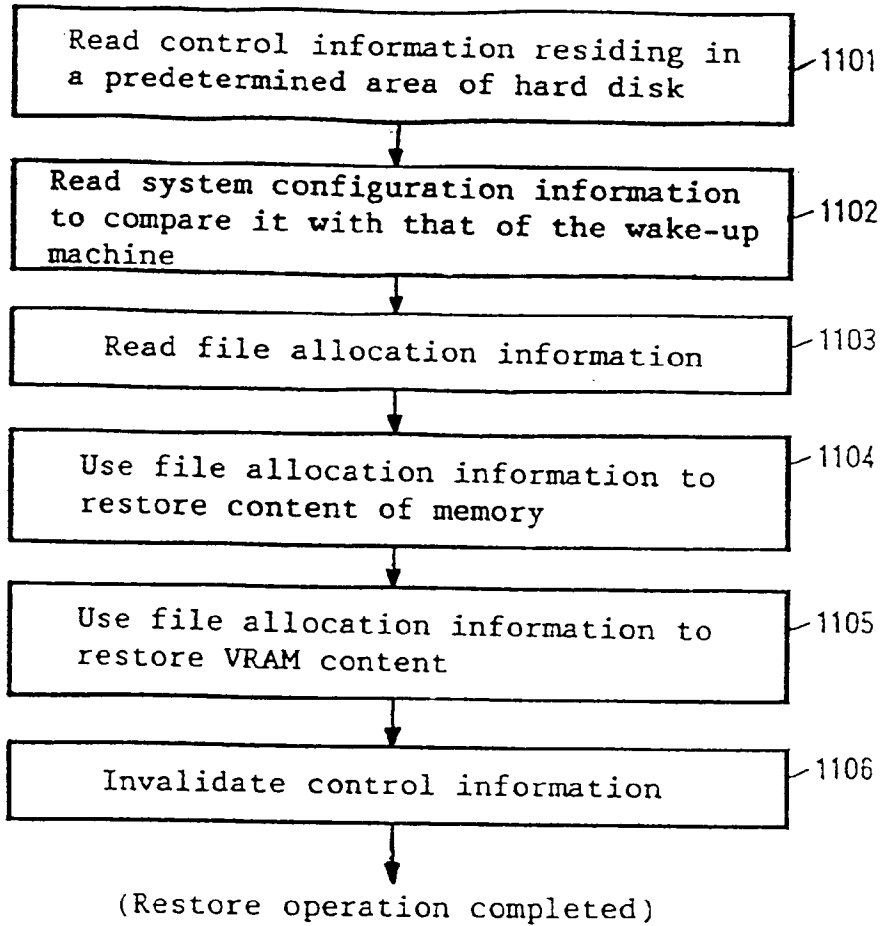 Read control information residing in
a predetermined area of hard disk
1101
Read system configuration information
to compare it with that of the wake-up
machine
1102
Read file allocation information
1103
Use file allocation information to
restore content of memory
1104
Use file allocation information to
restore VRAM content
1105
Invalidate control information
1106
(Restore operation completed)